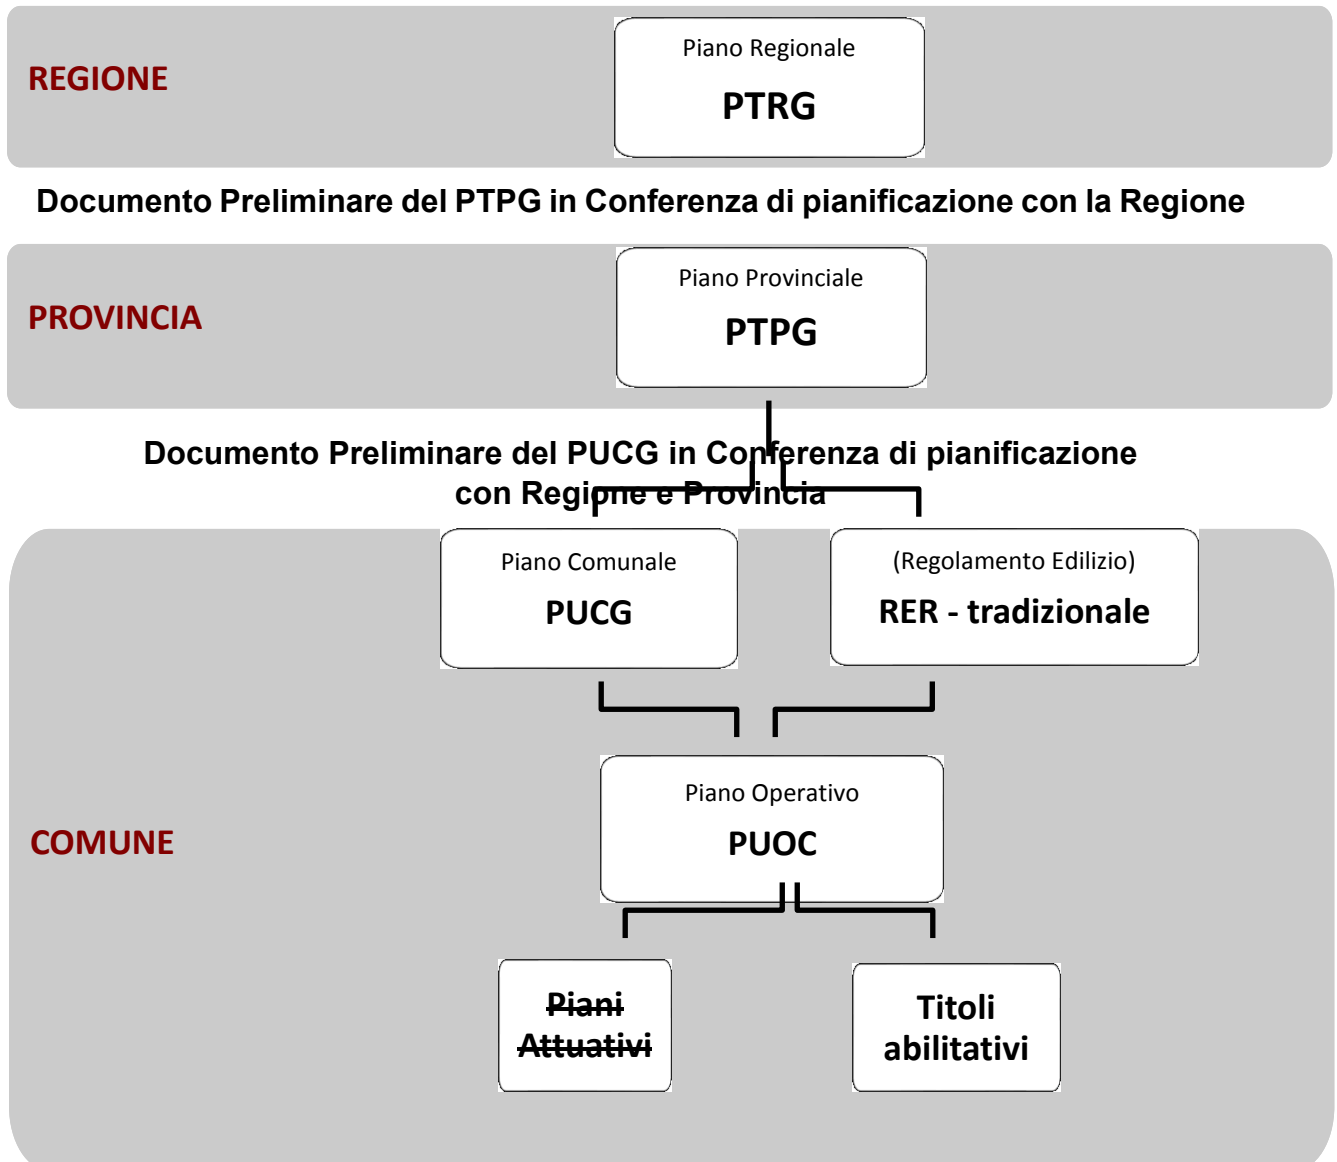 REGIONE
Piano Regionale
PTRG
Documento Preliminare del PTPG in Conferenza di pianificazione con la Regione
PROVINCIA
Piano Provinciale
PTPG
Documento Preliminare del PUCG in Conferenza di pianificazione
con Regione e Provincia
Piano Comunale
PUCG
(Regolamento Edilizio)
RER - tradizionale
COMUNE
Piano Operativo
PUOC
Piani
Attuativi
Titoli
abilitativi